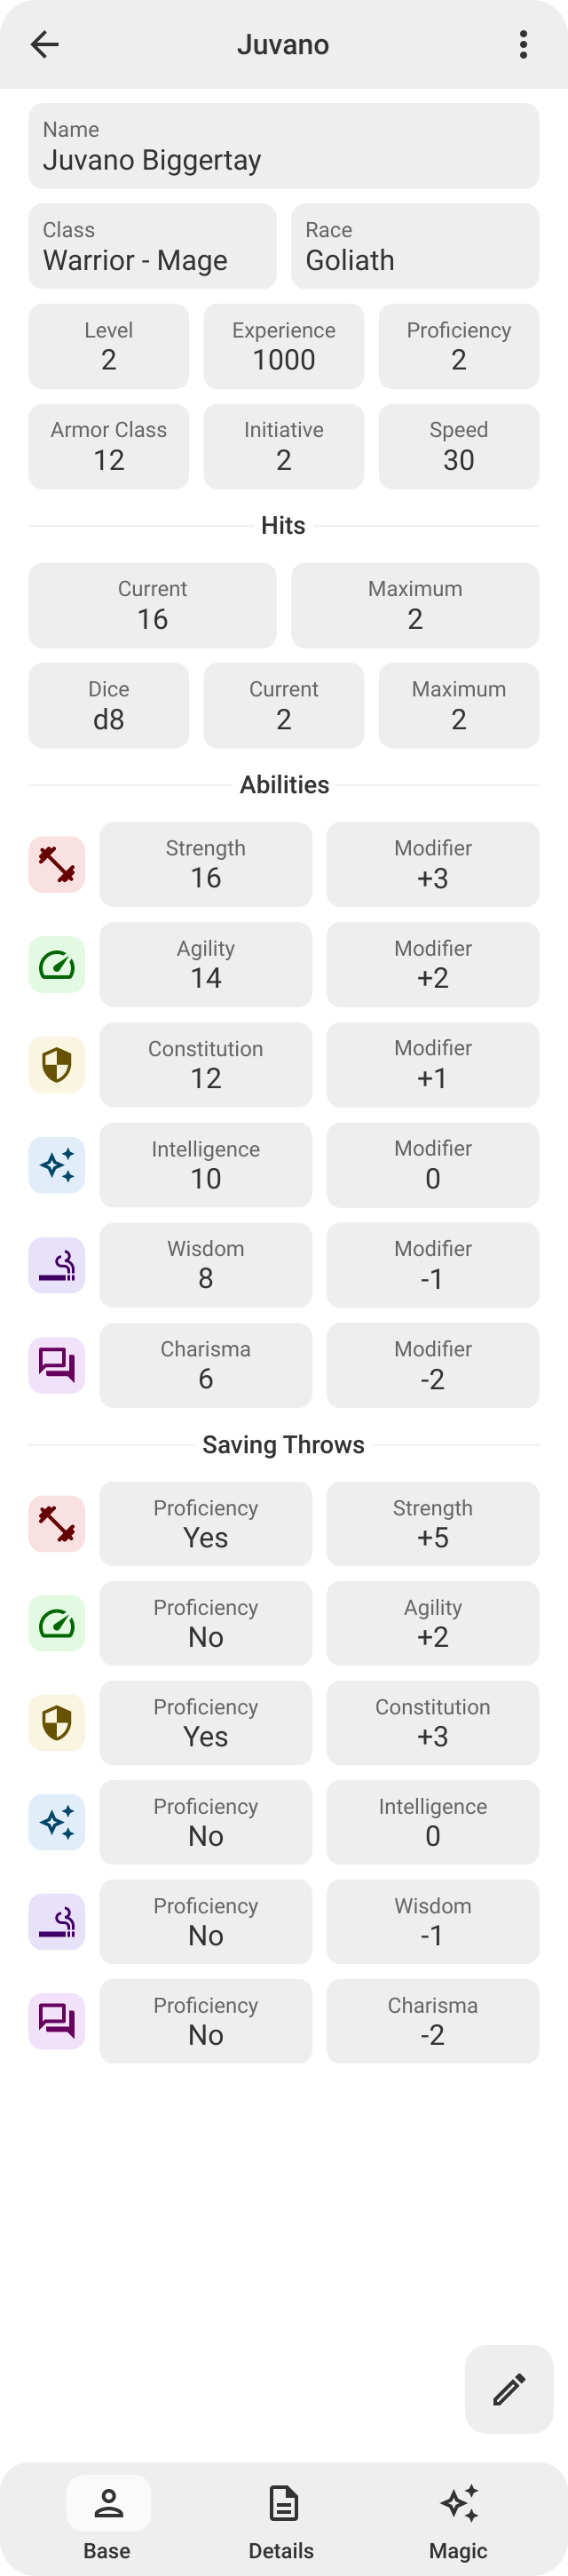 Juvano
Name
Juvano Biggertay
Class
Warrior - Mage
Race
Goliath
Level
2
Experience
1000
Proficiency
2
Armor Class
12
Initiative
2
Speed
30
Hits
Current
16
Maximum
2
Dice
d8
Current
2
Maximum
2
Abilities
Strength
16
Modifier
+3
Agility
14
Modifier
+2
Constitution
12
Modifier
+1
Intelligence
10
Modifier
0
Wisdom
8
Modifier
-1
Charisma
6
Modifier
-2
Saving Throws
Proficiency
Yes
Strength
+5
Proficiency
No
Agility
+2
Proficiency
Yes
Constitution
+3
Proficiency
No
Intelligence
0
Proficiency
No
Wisdom
-1
Proficiency
No
Charisma
-2
Base
Details
Magic